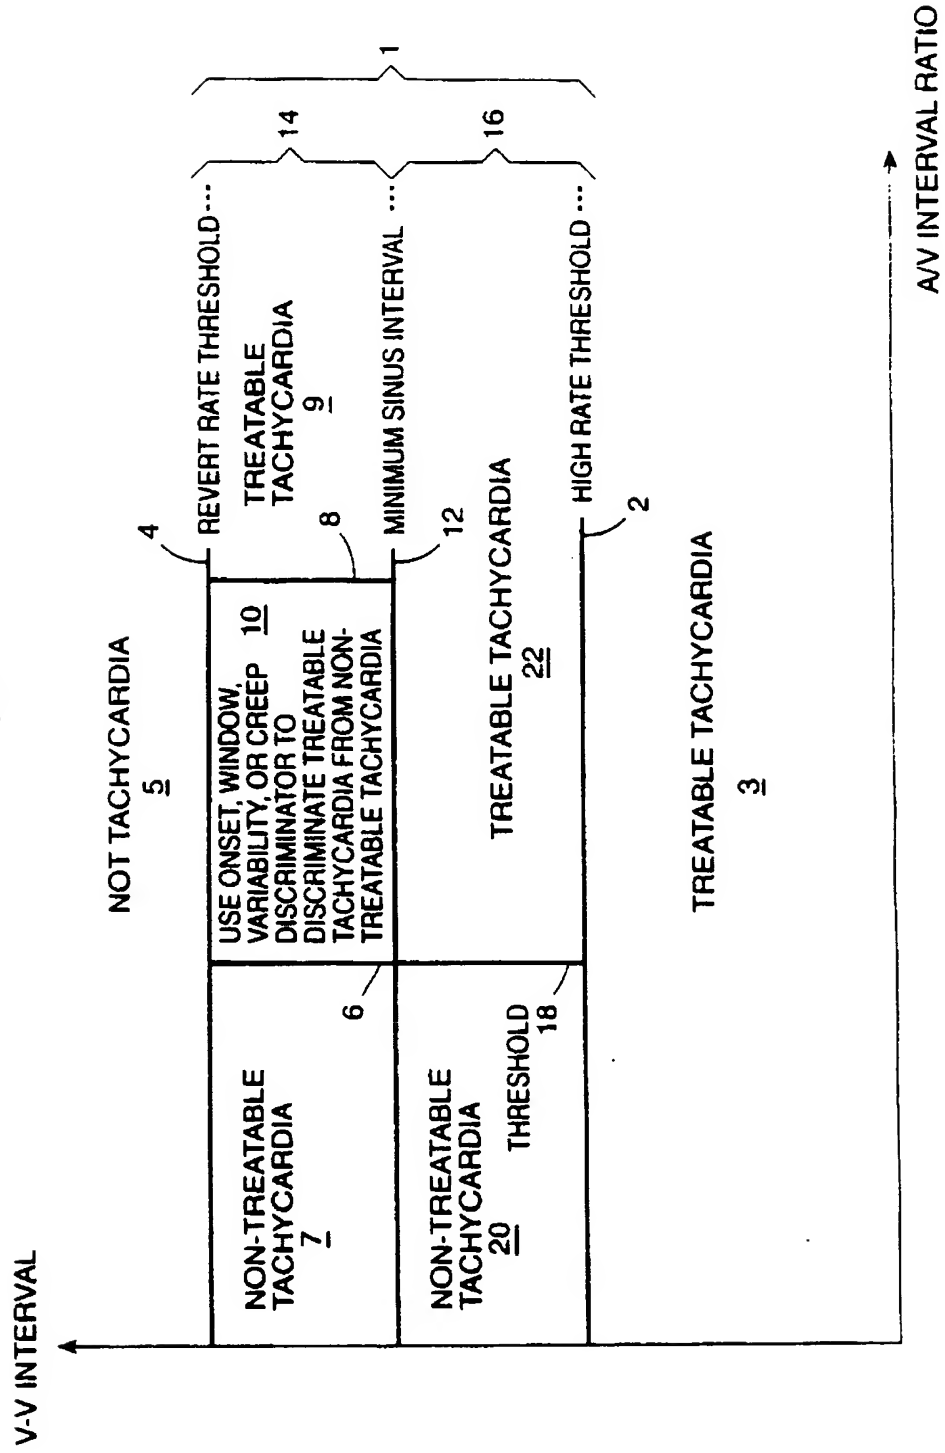 V-V INTERVAL
NOT TACHYCARDIA
5
4
REVERT RATE THRESHOLD...
NON-TREATABLE
TACHYCARDIA
7
6
USE ONSET, WINDOW,
VARIABILITY, OR CREEP 10
DISCRIMINATOR TO
DISCRIMINATE TREATABLE
TACHYCARDIA FROM NON-
TREATABLE TACHYCARDIA
8
TREATABLE
TACHYCARDIA
9
14
1
12
MINIMUM SINUS INTERVAL ...
NON-TREATABLE
TACHYCARDIA
20
THRESHOLD
18
TREATABLE TACHYCARDIA
22
16
HIGH RATE THRESHOLD ...
2
TREATABLE TACHYCARDIA
3
A/V INTERVAL RATIO